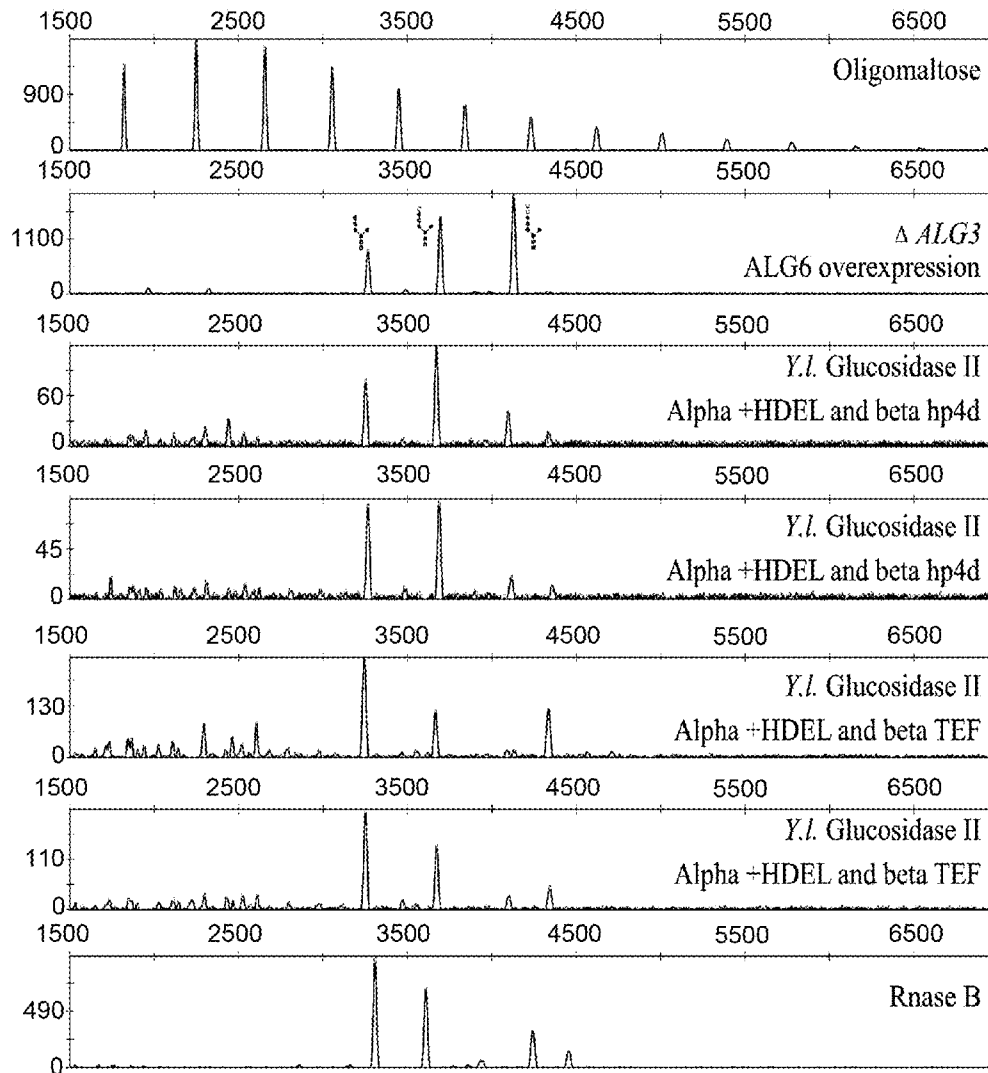 1500 2500 3500 4500 5500 6500
Oligomaltose
900
0
1500 2500 3500 4500 5500 6500
Δ ALG3
1100
ALG6 overexpression
0
1500 2500 3500 4500 5500 6500
Y.l. Glucosidase II
60
Alpha +HDEL and beta hp4d
0
1500 2500 3500 4500 5500 6500
Y.l. Glucosidase II
45
Alpha +HDEL and beta hp4d
0
1500 2500 3500 4500 5500 6500
Y.l. Glucosidase II
130
Alpha +HDEL and beta TEF
0
1500 2500 3500 4500 5500 6500
Y.l. Glucosidase II
110
Alpha +HDEL and beta TEF
0
1500 2500 3500 4500 5500 6500
Rnase B
490
0